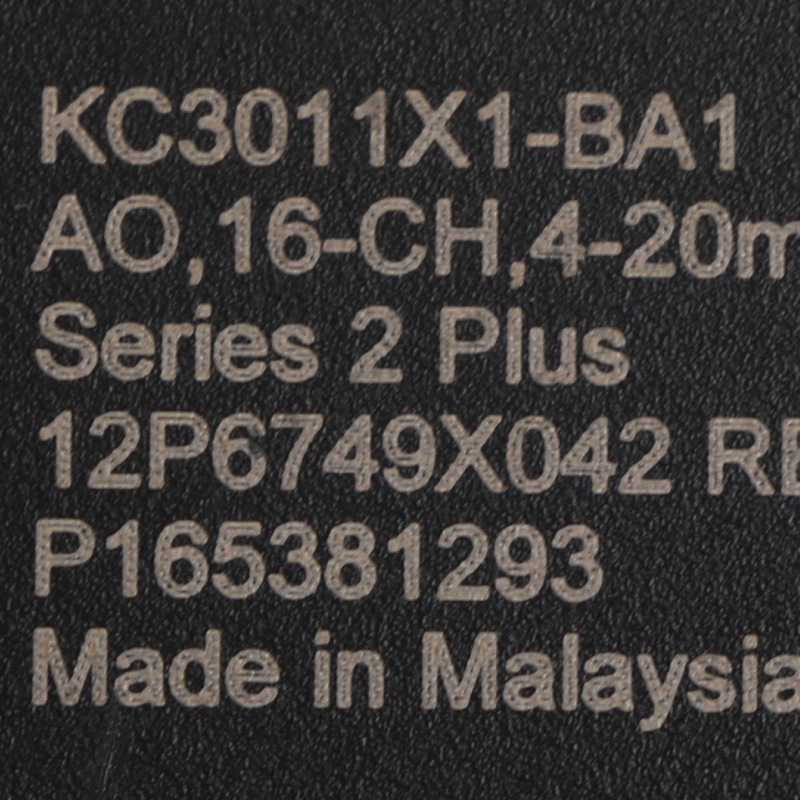 KC3011X1-BA1
AO,16-CH,4-20m
Series 2 Plus
12P6749X042 RE
P165381293
Made in Malaysia